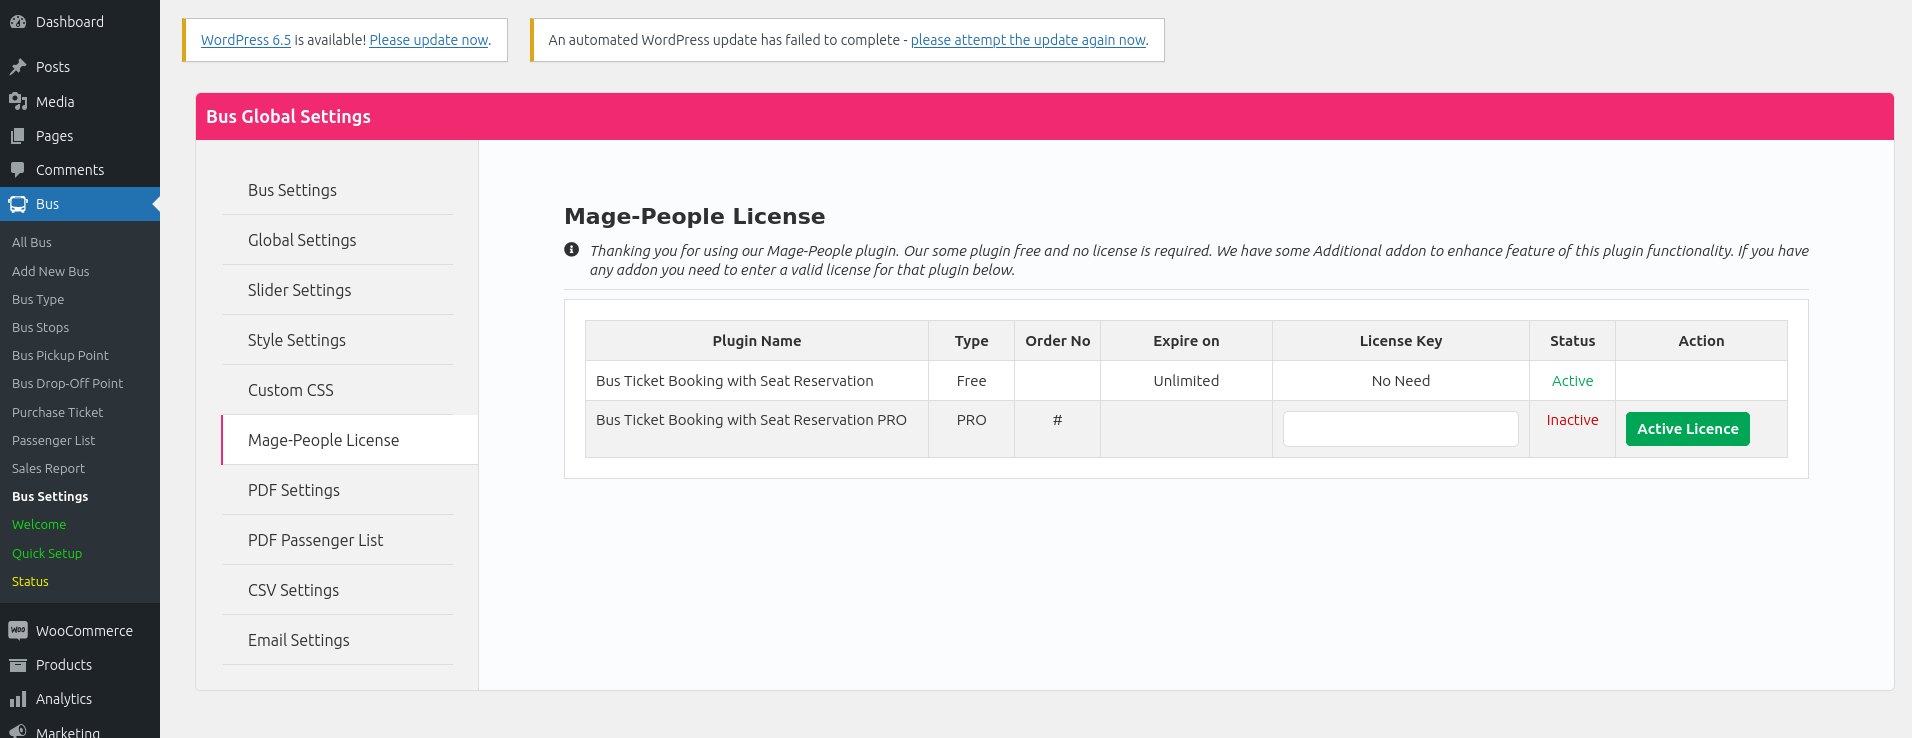 Dashboard
Posts
Media
Pages
Comments
Bus
All Bus
Add New Bus
Bus Type
Bus Stops
Bus Pickup Point
Bus Drop-Off Point
Purchase Ticket
Passenger List
Sales Report
Bus Settings
Welcome
Quick Setup
Status
WooCommerce
Products
Analytics
Marketing
WordPress 6.5 is available! Please update now.
An automated WordPress update has failed to complete - please attempt the update again now.
Bus Global Settings
Bus Settings
Global Settings
Slider Settings
Style Settings
Custom CSS
Mage-People License
PDF Settings
PDF Passenger List
CSV Settings
Email Settings
Mage-People License
Thanking you for using our Mage-People plugin. Our some plugin free and no license is required. We have some Additional addon to enhance feature of this plugin functionality. If you have
any addon you need to enter a valid license for that plugin below.
Plugin Name Type Order No Expire on License Key Status Action
Bus Ticket Booking with Seat Reservation Free Unlimited No Need Active
Bus Ticket Booking with Seat Reservation PRO PRO # Inactive Active Licence